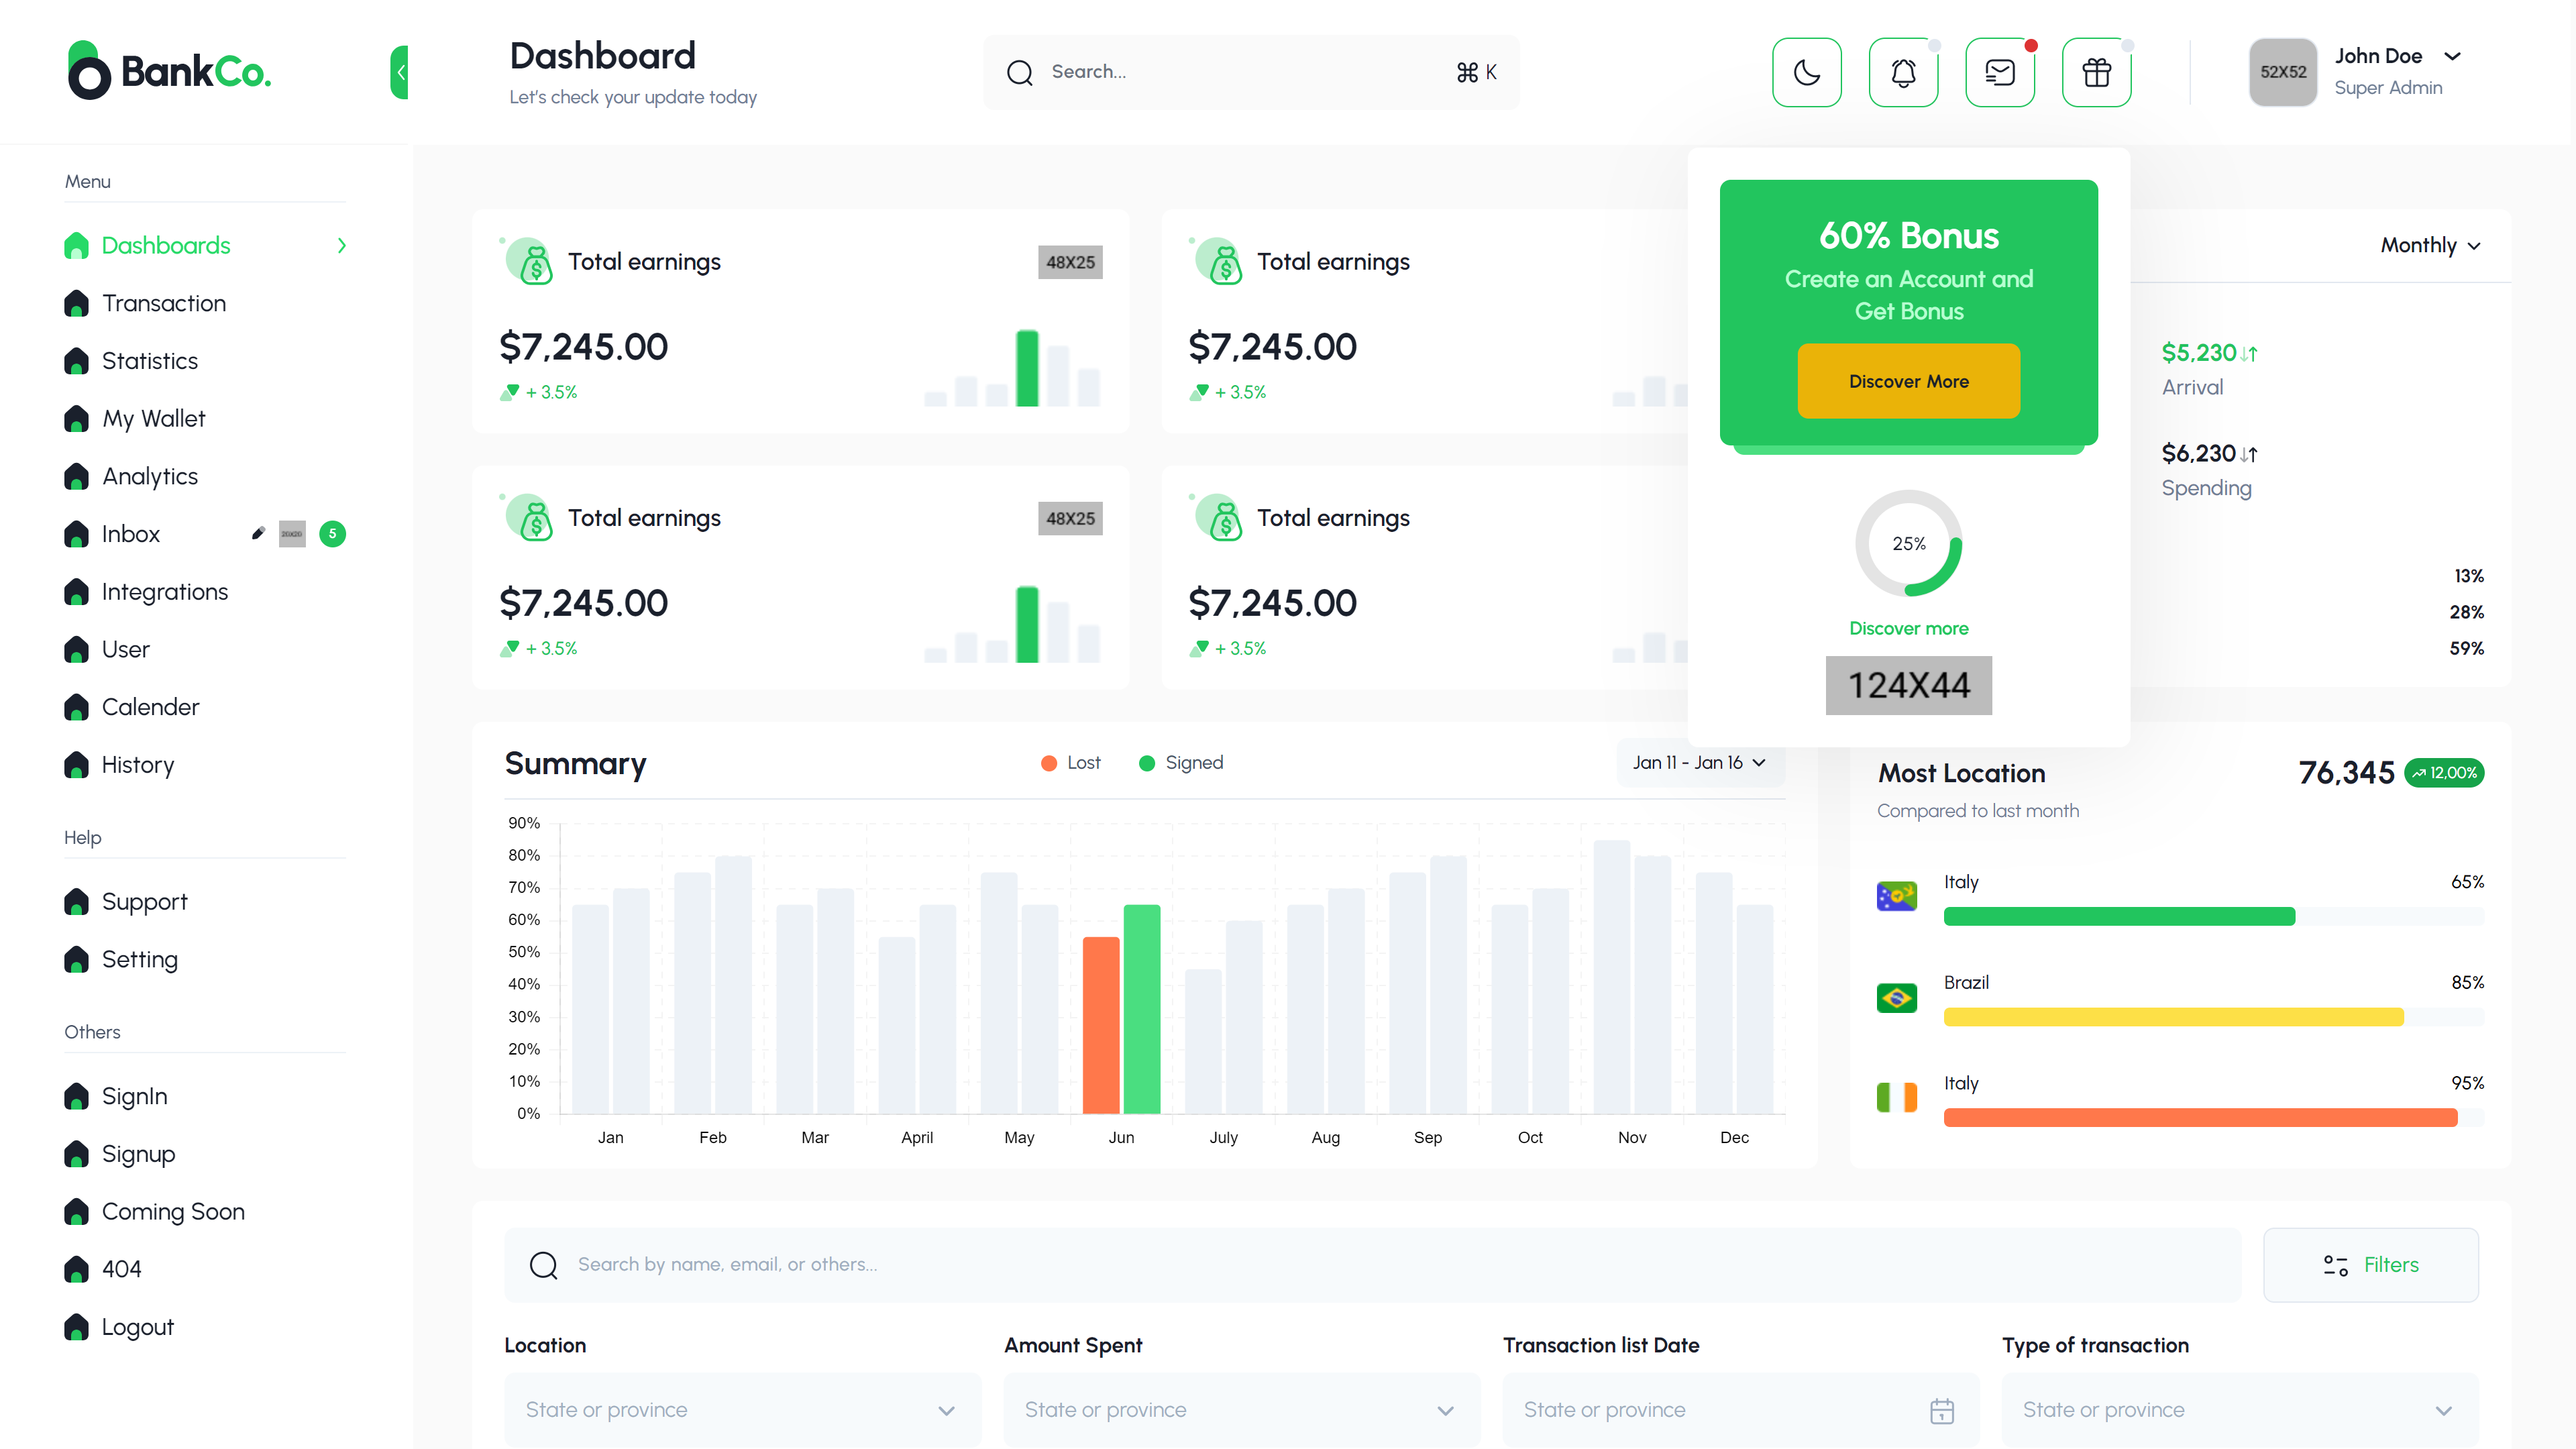 BankCo.
Dashboard
Let's check your update today
Search...
⌘ K
52X52
John Doe
Super Admin
Menu
Dashboards
Transaction
Statistics
My Wallet
Analytics
Inbox
20X20
5
Integrations
User
Calender
History
Help
Support
Setting
Others
SignIn
Signup
Coming Soon
404
Logout
Total earnings
48X25
$7,245.00
+ 3.5%
Total earnings
$7,245.00
+ 3.5%
Total earnings
48X25
$7,245.00
+ 3.5%
Total earnings
$7,245.00
+ 3.5%
60% Bonus
Create an Account and
Get Bonus
Discover More
25%
Discover more
124X44
Monthly
$5,230
Arrival
$6,230
Spending
13%
28%
59%
Summary
Lost
Signed
Jan 11 - Jan 16
90%
80%
70%
60%
50%
40%
30%
20%
10%
0%
Jan
Feb
Mar
April
May
Jun
July
Aug
Sep
Oct
Nov
Dec
Most Location
76,345
12,00%
Compared to last month
Italy
65%
Brazil
85%
Italy
95%
Search by name, email, or others...
Filters
Location
State or province
Amount Spent
State or province
Transaction list Date
State or province
1
Type of transaction
State or province